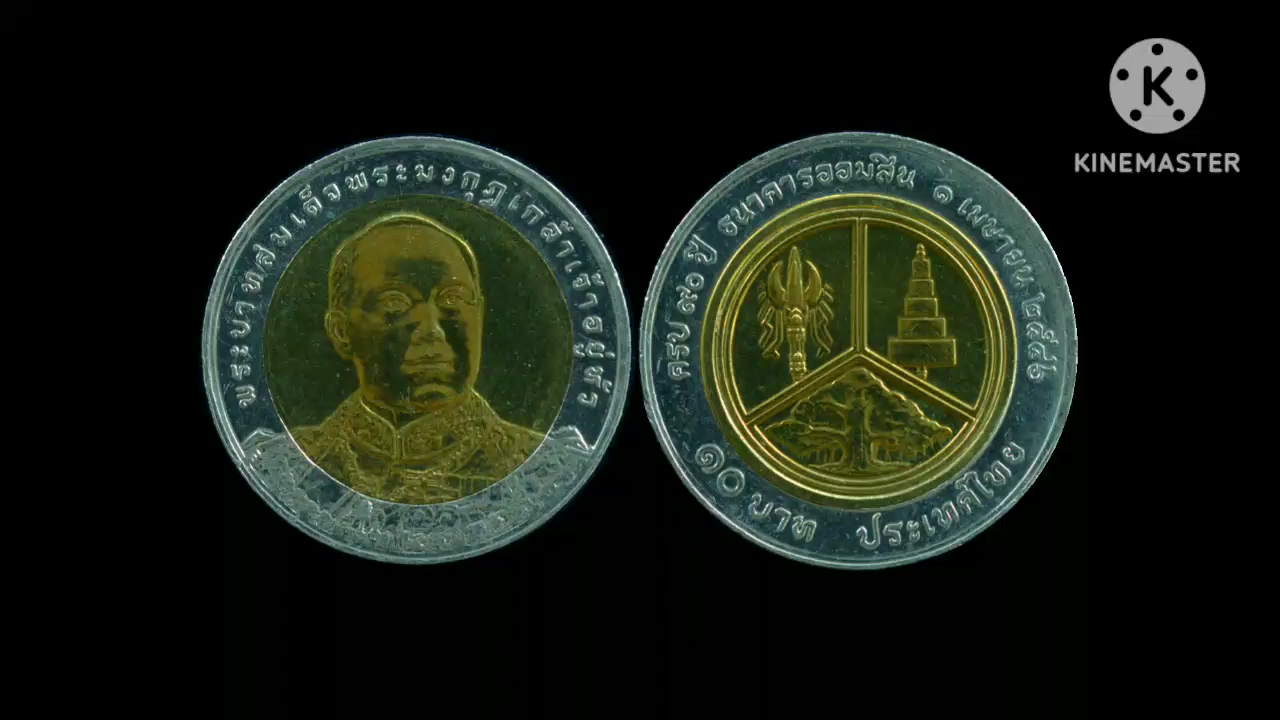 พระบาทสมเด็จพระมงกุฎเกล้าเจ้าอยู่หัว
ครบ ๙๐ ปี ธนาคารออมสิน ๑ เมษายน ๒๕๔๖
๑๐ บาท ประเทศไทย
K
KINEMASTER